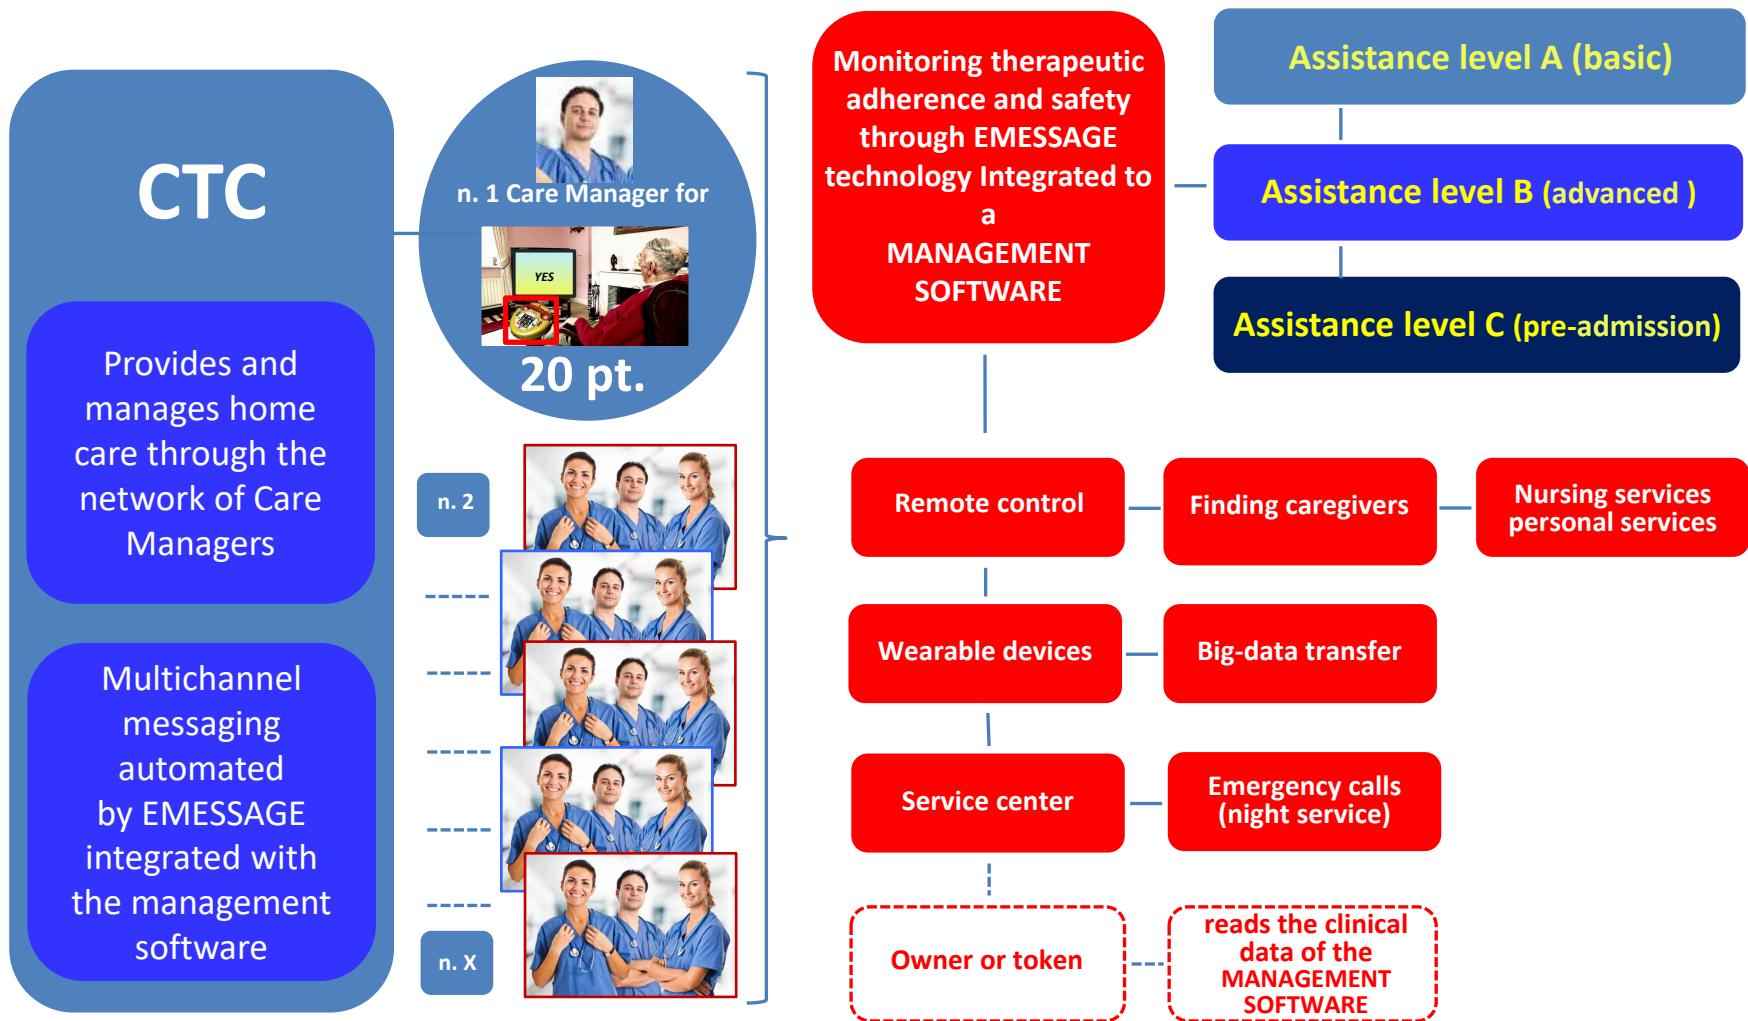 CTC
Provides and
manages home
care through the
network of Care
Managers
Multichannel
messaging
automated
by EMESSAGE
integrated with
the management
software
n. 1 Care Manager for
YES
20 pt.
n. 2
n. X
Monitoring therapeutic
adherence and safety
through EMESSAGE
technology Integrated to
a
MANAGEMENT
SOFTWARE
Assistance level A (basic)
Assistance level B (advanced )
Assistance level C (pre-admission)
Remote control
Finding caregivers
Nursing services
personal services
Wearable devices
Big-data transfer
Service center
Emergency calls
(night service)
Owner or token
reads the clinical
data of the
MANAGEMENT
SOFTWARE